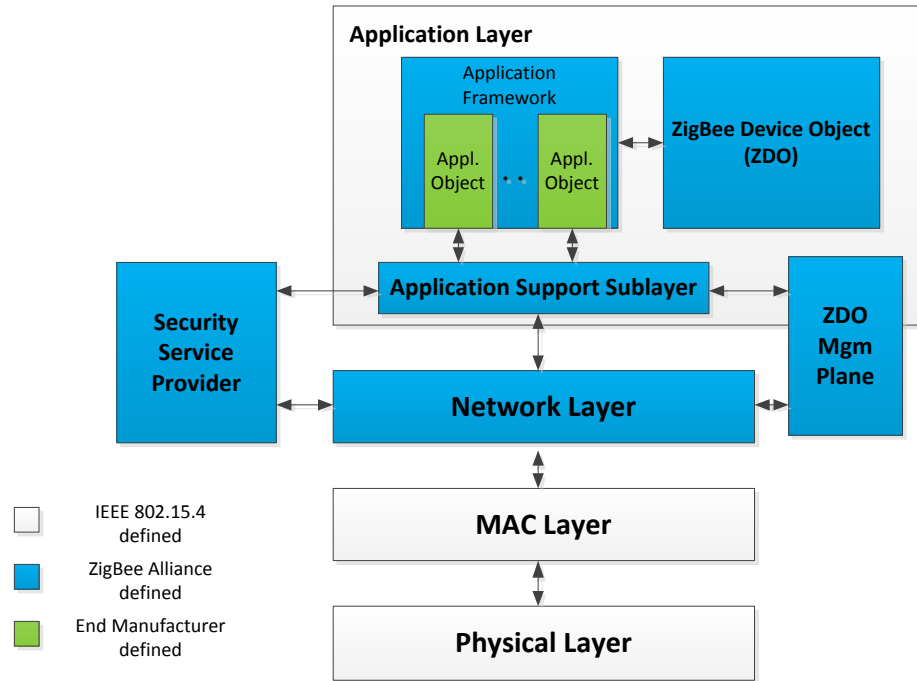 Application Layer
Application
Framework
Appl.
Object
. .
Appl.
Object
ZigBee Device Object
(ZDO)
Application Support Sublayer
Security
Service
Provider
ZDO
Mgm
Plane
Network Layer
MAC Layer
Physical Layer
IEEE 802.15.4
defined
ZigBee Alliance
defined
End Manufacturer
defined